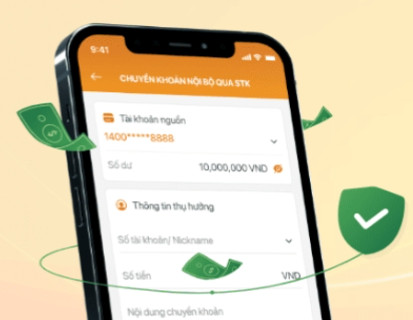 9:41
CHUYỂN KHOẢN NỘI BỘ QUA STK
Tài khoản nguồn
1400*****8888
Số dư 10,000,000 VND
Thông tin thụ hưởng
Số tài khoản/ Nickname
Số tiền VND
Nội dung chuyển khoản